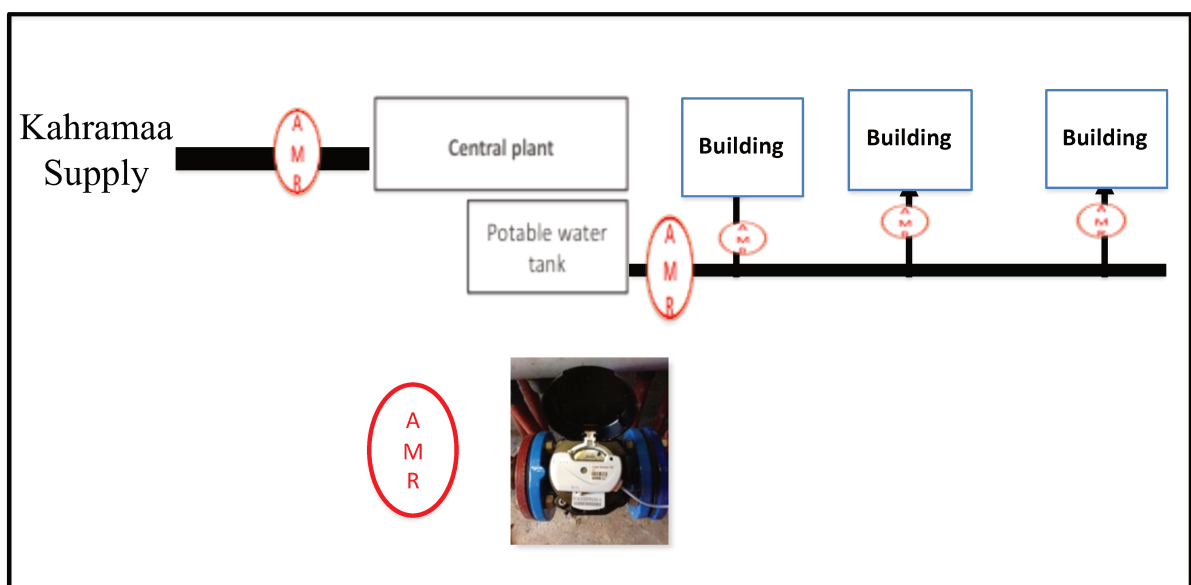 Kahramaa
Supply
A
M
R
Central plant
Building
Building
Building
Potable water
tank
A
M
R
A
M
R
A
M
R
A
M
R
A
M
R